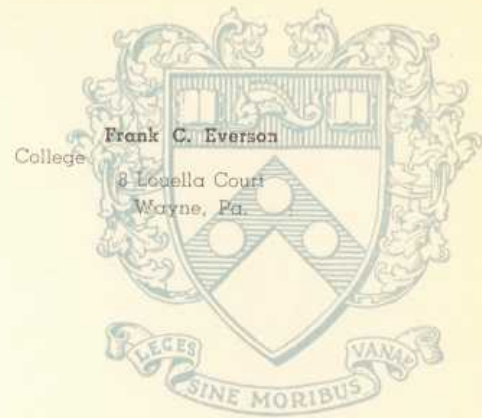 Frank C. Everson
College
8 Louella Court
Wayne, Pa.
LEGES
SINE MORIBUS
VANAE